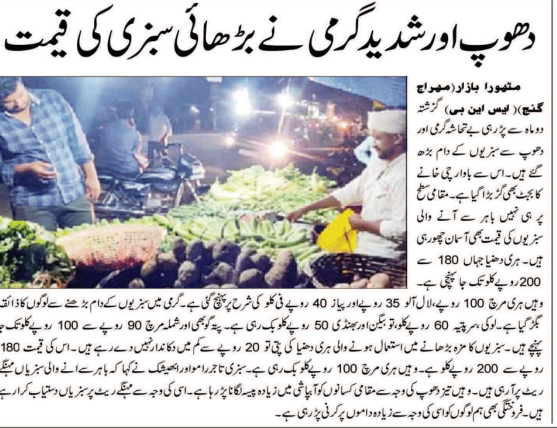 دھوپ اور شدید گرمی نے بڑھائی سبزی کی قیمت
متھورا بازار (مہراج
گنج) (ایس این بی) گزشتہ
دو ماہ سے پڑ رہی بے تحاشہ گرمی اور
دھوپ سے سبزیوں کے دام بڑھ
گئے ہیں۔ اس سے باورچی خانے
کا بجٹ بھی گڑبڑا گیا ہے۔ مقامی سطح
پر ہی نہیں باہر سے آنے والی
سبزیوں کی قیمت بھی آسمان چھو رہی
ہیں۔ ہری دھنیا جہاں 180 سے
200 روپے کلو تک جا پہنچی ہے۔
وہیں ہری مرچ 100 روپے، لال آلو 35 روپے اور پیاز 40 روپے فی کلو کی شرح پر پہنچ گئی ہے۔ گرمی میں سبزیوں کے دام بڑھنے سے لوگوں کا ذائقہ
بگڑ گیا ہے۔ لوکی، سرپتیہ 60 روپے کلو، تو بیگن اور بھنڈی 50 روپے کلو بک رہی ہے۔ پتہ گوبھی اور شملہ مرچ 90 روپے سے 100 روپے کلو تک جا
پہنچے ہیں۔ سبزیوں کا مزہ بڑھانے میں استعمال ہونے والی ہری دھنیا کی پتی تو 20 روپے سے کم میں دکاندار نہیں دے رہے ہیں۔ اس کی قیمت 180
روپے سے 200 روپے کلو ہے۔ وہیں ہری مرچ 100 روپے کلو بک رہی ہے۔ سبزی تاجر رامو اور ابھیشک نے کہا کہ باہر سے آنے والی سبزیاں مہنگے
ریٹ پر آ رہی ہیں۔ وہیں تیز دھوپ کی وجہ سے مقامی کسانوں کو آبپاشی میں زیادہ پیسہ لگانا پڑ رہا ہے۔ اسی کی وجہ سے مہنگے ریٹ پر سبزیاں دستیاب کرا رہے
ہیں۔ فروختگی بھی ہم لوگوں کو اسی کی وجہ سے زیادہ داموں پر کرنی پڑ رہی ہے۔